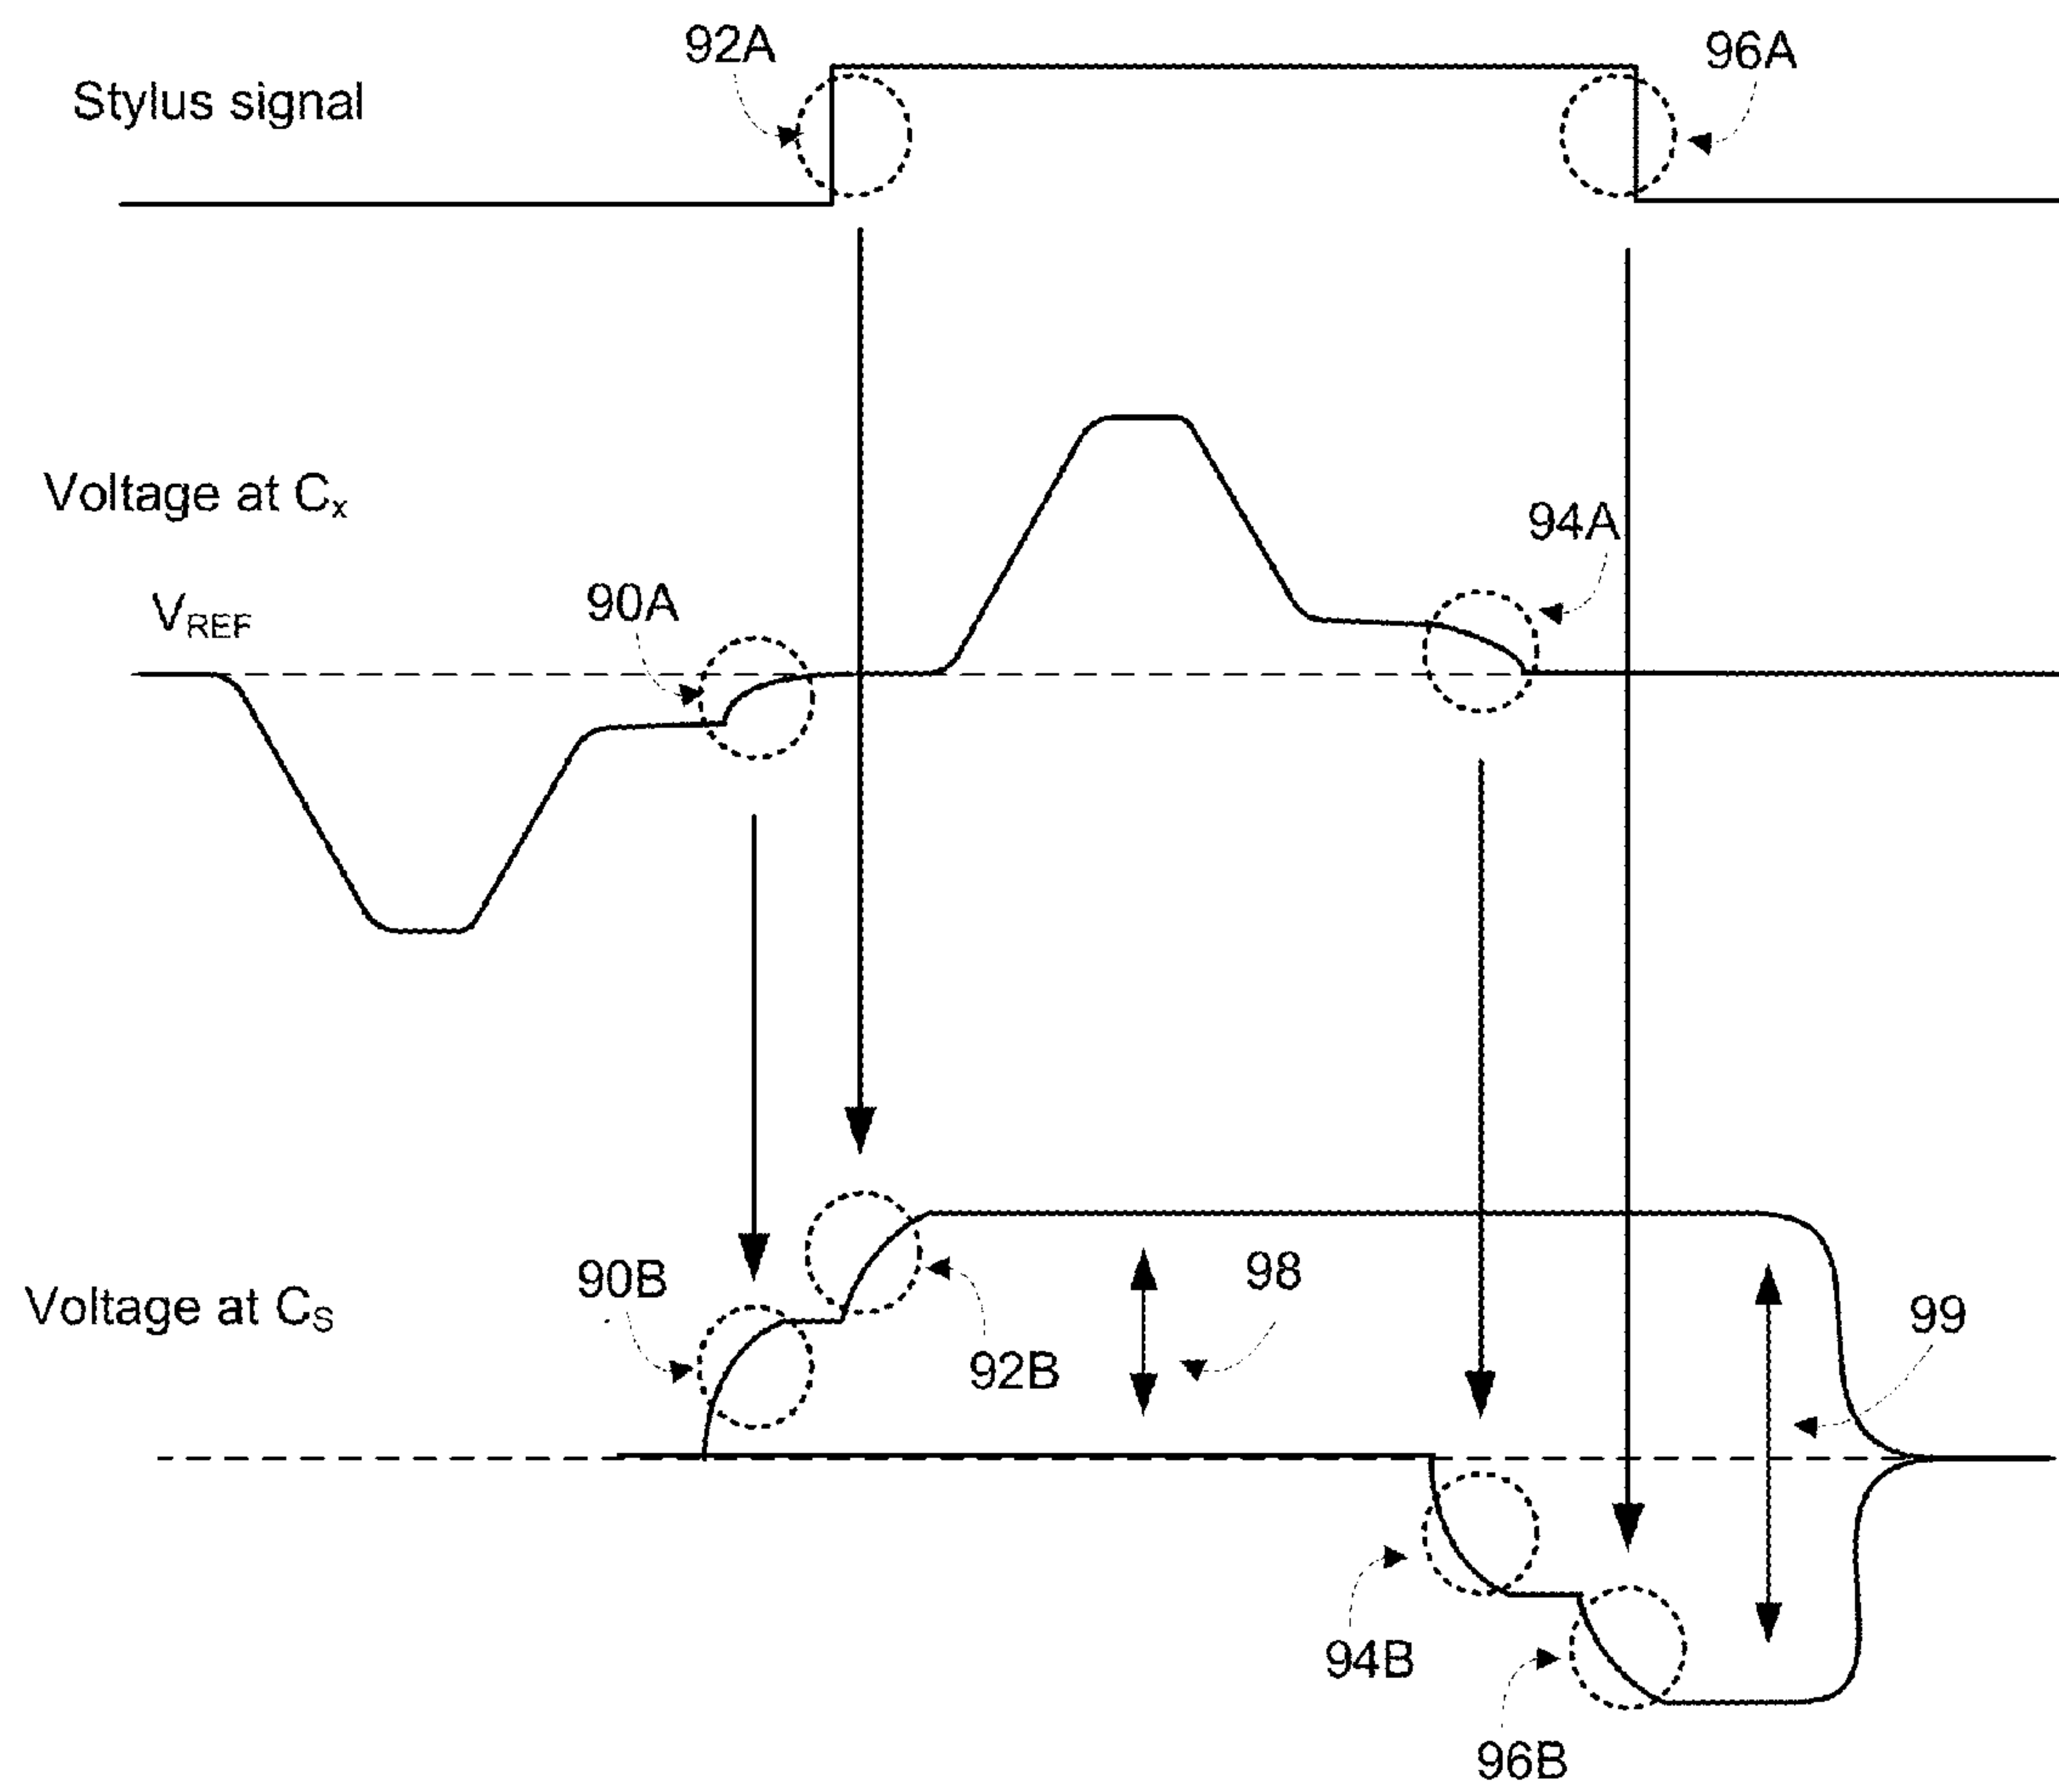 92A
96A
Stylus signal
Voltage at Cx
94A
90A
VREF
98
90B
99
Voltage at CS
92B
94B
96B